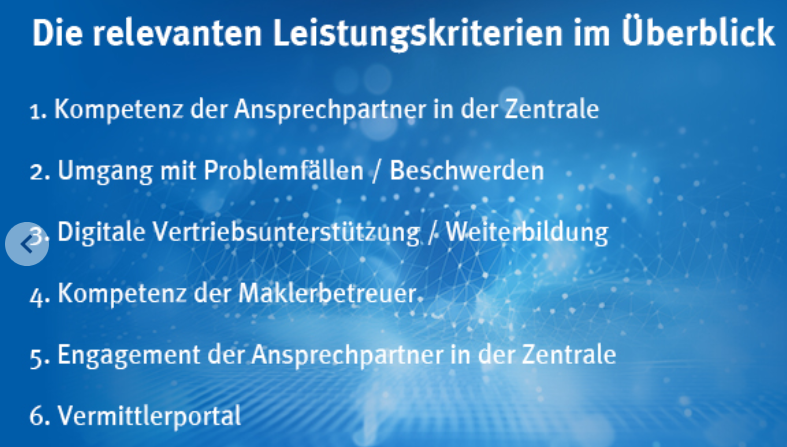 Die relevanten Leistungskriterien im Überblick
1. Kompetenz der Ansprechpartner in der Zentrale
2. Umgang mit Problemfällen / Beschwerden
3. Digitale Vertriebsunterstützung / Weiterbildung
4. Kompetenz der Maklerbetreuer
5. Engagement der Ansprechpartner in der Zentrale
6. Vermittlerportal